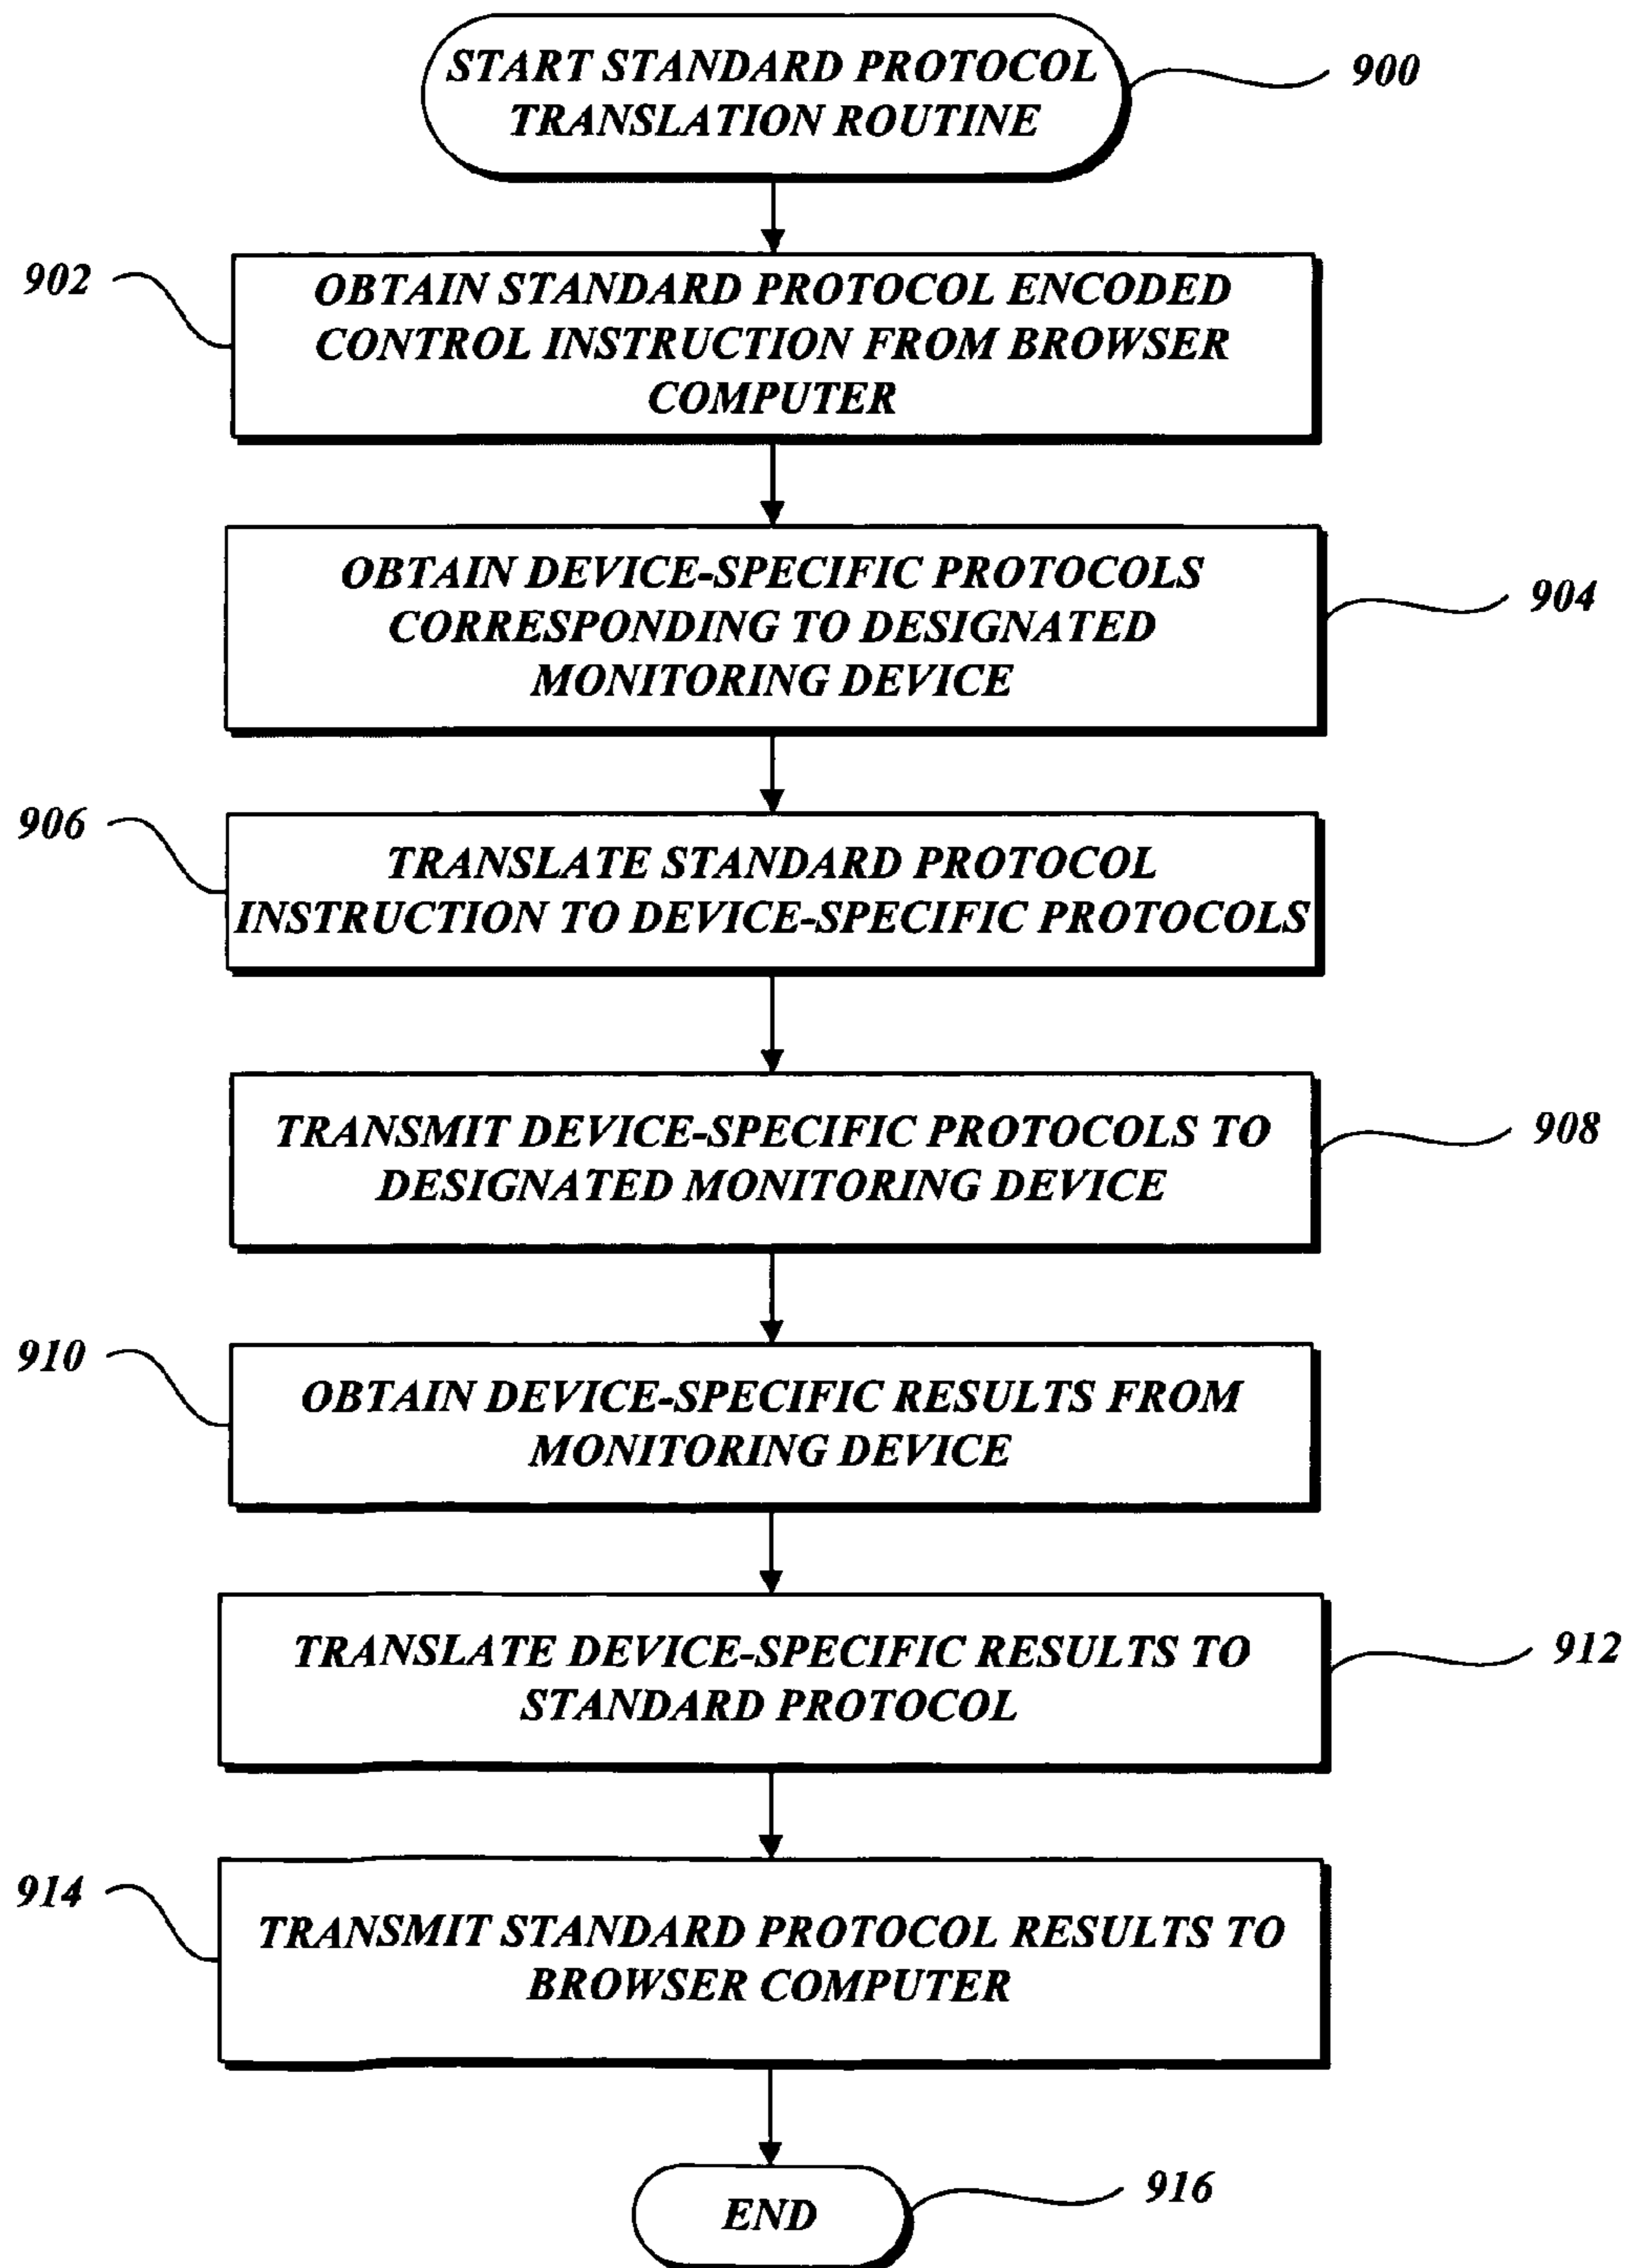 START STANDARD PROTOCOL
TRANSLATION ROUTINE
900
902
OBTAIN STANDARD PROTOCOL ENCODED
CONTROL INSTRUCTION FROM BROWSER
COMPUTER
OBTAIN DEVICE-SPECIFIC PROTOCOLS
CORRESPONDING TO DESIGNATED
MONITORING DEVICE
904
906
TRANSLATE STANDARD PROTOCOL
INSTRUCTION TO DEVICE-SPECIFIC PROTOCOLS
TRANSMIT DEVICE-SPECIFIC PROTOCOLS TO
DESIGNATED MONITORING DEVICE
908
910
OBTAIN DEVICE-SPECIFIC RESULTS FROM
MONITORING DEVICE
TRANSLATE DEVICE-SPECIFIC RESULTS TO
STANDARD PROTOCOL
912
914
TRANSMIT STANDARD PROTOCOL RESULTS TO
BROWSER COMPUTER
END
916